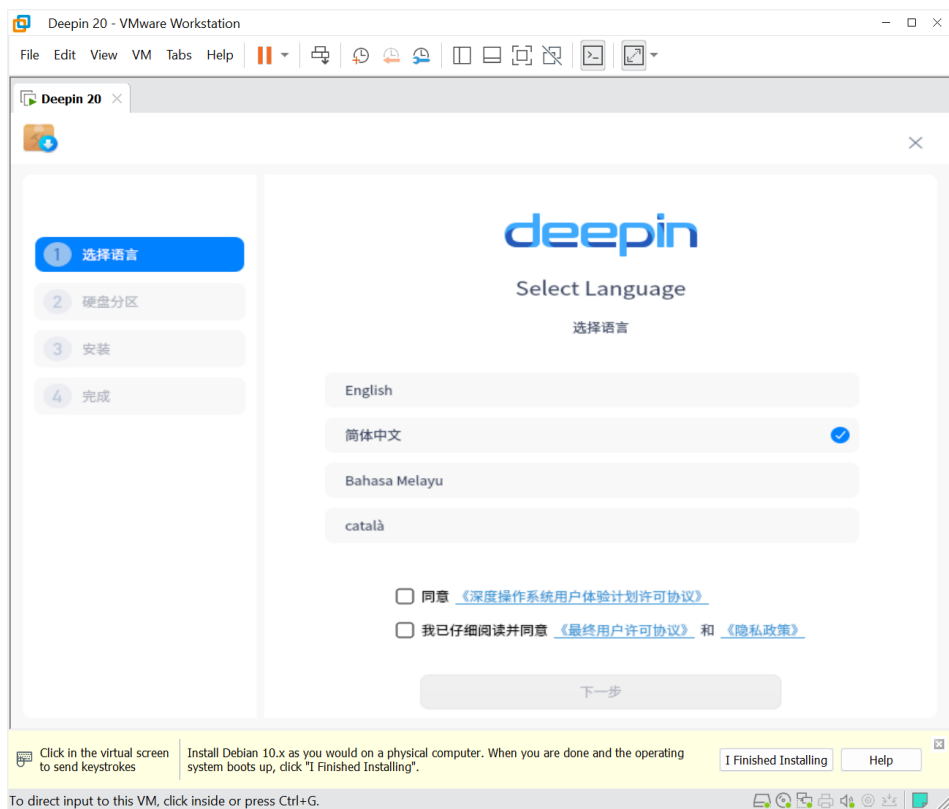 Deepin 20 - VMware Workstation
File Edit View VM Tabs Help
Deepin 20
1 选择语言
2 硬盘分区
3 安装
4 完成
deepin
Select Language
选择语言
English
简体中文
Bahasa Melayu
català
同意 《深度操作系统用户体验计划许可协议》
我已仔细阅读并同意 《最终用户许可协议》 和 《隐私政策》
下一步
Click in the virtual screen
to send keystrokes
Install Debian 10.x as you would on a physical computer. When you are done and the operating
system boots up, click "I Finished Installing".
I Finished Installing
Help
To direct input to this VM, click inside or press Ctrl+G.